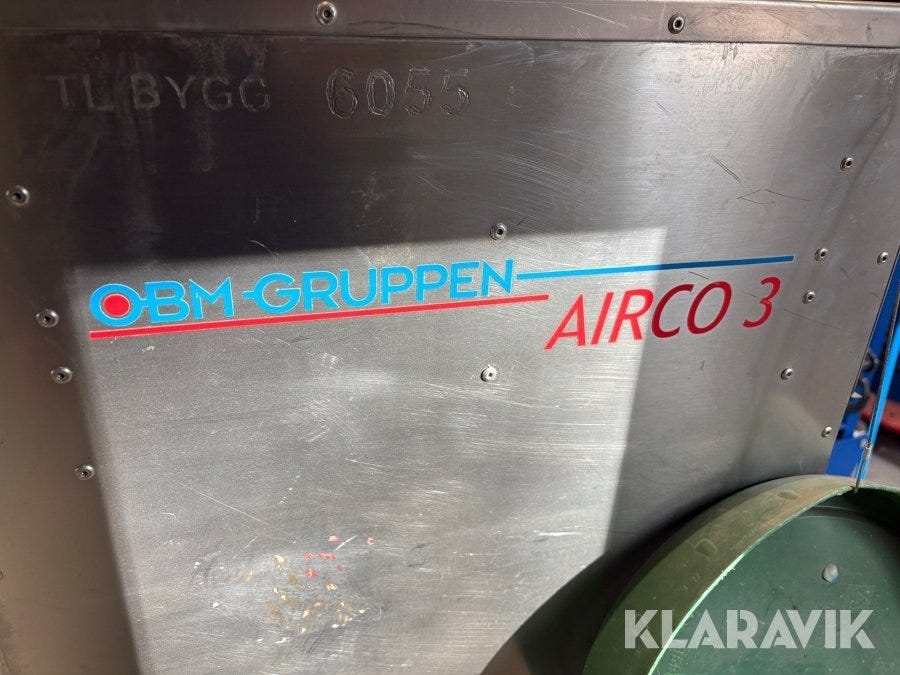 TL BYGG 6055
OBM-GRUPPEN
AIRCO 3
KLARAVIK